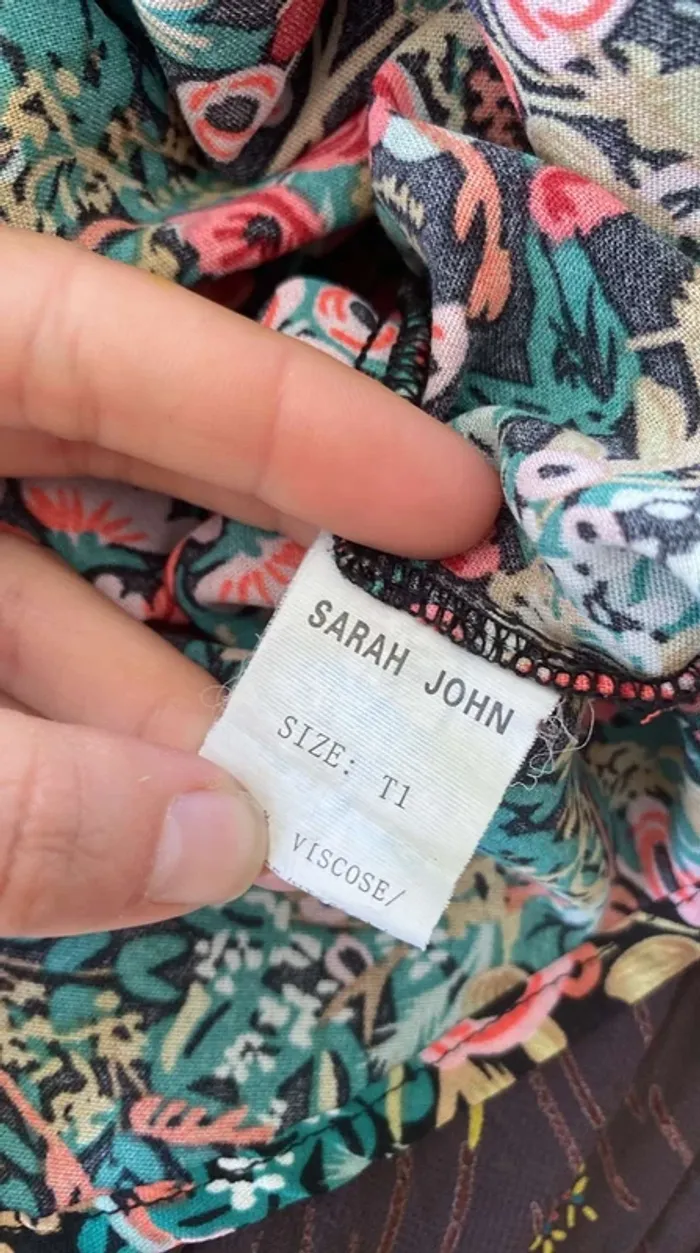 SARAH JOHN
SIZE: T1
VISCOSE/